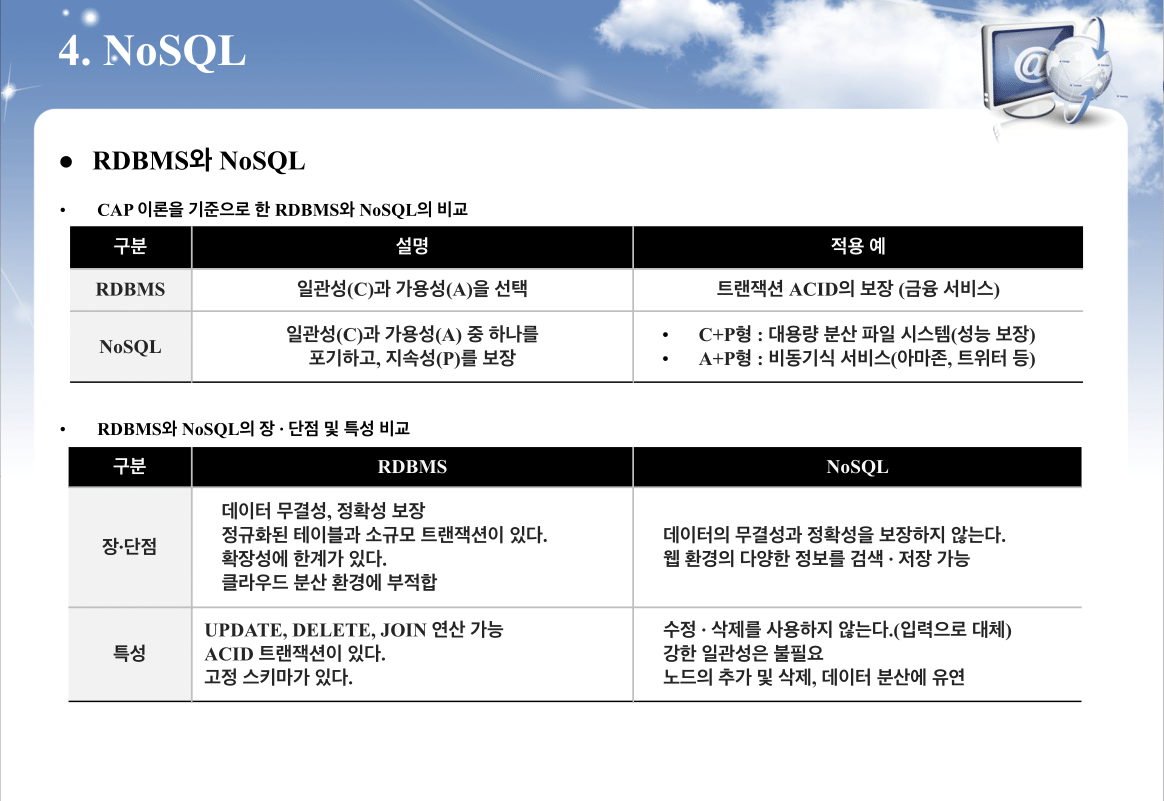 4. NoSQL
● RDBMS와 NoSQL
• CAP 이론을 기준으로 한 RDBMS와 NoSQL의 비교
구분 설명 적용 예
RDBMS 일관성(C)과 가용성(A)을 선택 트랜잭션 ACID의 보장 (금융 서비스)
NoSQL
일관성(C)과 가용성(A) 중 하나를
포기하고, 지속성(P)를 보장
• C+P형 : 대용량 분산 파일 시스템(성능 보장)
• A+P형 : 비동기식 서비스(아마존, 트위터 등)
• RDBMS와 NoSQL의 장 · 단점 및 특성 비교
구분 RDBMS NoSQL
장·단점
데이터 무결성, 정확성 보장
정규화된 테이블과 소규모 트랜잭션이 있다.
확장성에 한계가 있다.
클라우드 분산 환경에 부적합
데이터의 무결성과 정확성을 보장하지 않는다.
웹 환경의 다양한 정보를 검색 · 저장 가능
특성
UPDATE, DELETE, JOIN 연산 가능
ACID 트랜잭션이 있다.
고정 스키마가 있다.
수정 · 삭제를 사용하지 않는다.(입력으로 대체)
강한 일관성은 불필요
노드의 추가 및 삭제, 데이터 분산에 유연